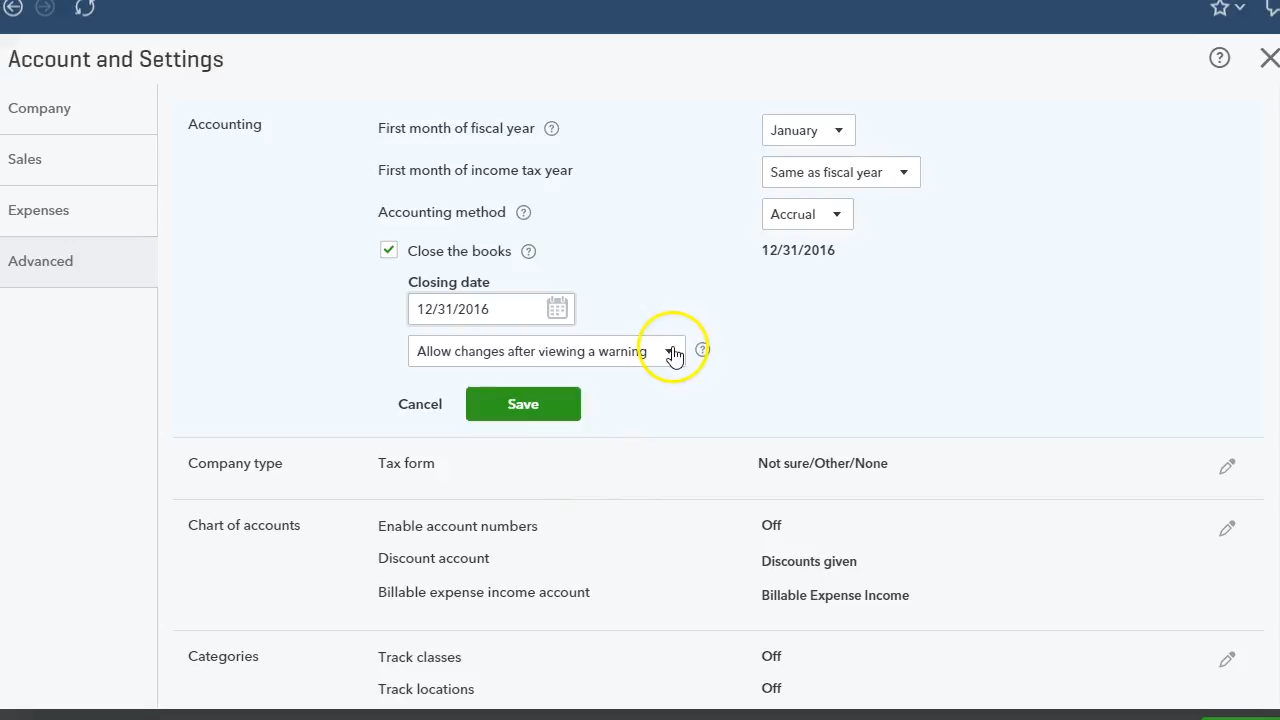 Account and Settings
Company
Sales
Expenses
Advanced
Accounting
First month of fiscal year ?
January
First month of income tax year
Same as fiscal year
Accounting method ?
Accrual
Close the books ?
12/31/2016
Closing date
12/31/2016
Allow changes after viewing a warning ?
Cancel
Save
Company type
Tax form
Not sure/Other/None
Chart of accounts
Enable account numbers
Off
Discount account
Discounts given
Billable expense income account
Billable Expense Income
Categories
Track classes
Off
Track locations
Off